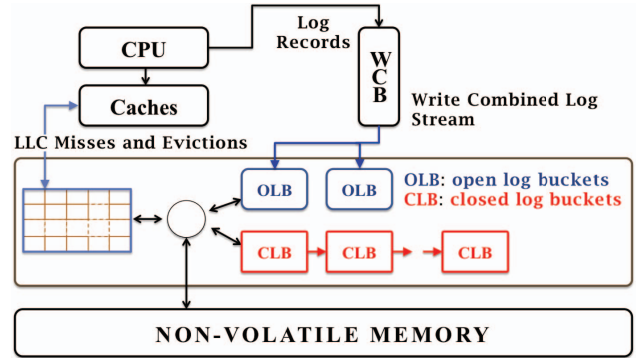 Log
Records
CPU
W
C
B
Caches
Write Combined Log
Stream
LLC Misses and Evictions
OLB
OLB
OLB: open log buckets
CLB: closed log buckets
CLB
CLB
CLB
NON-VOLATILE MEMORY